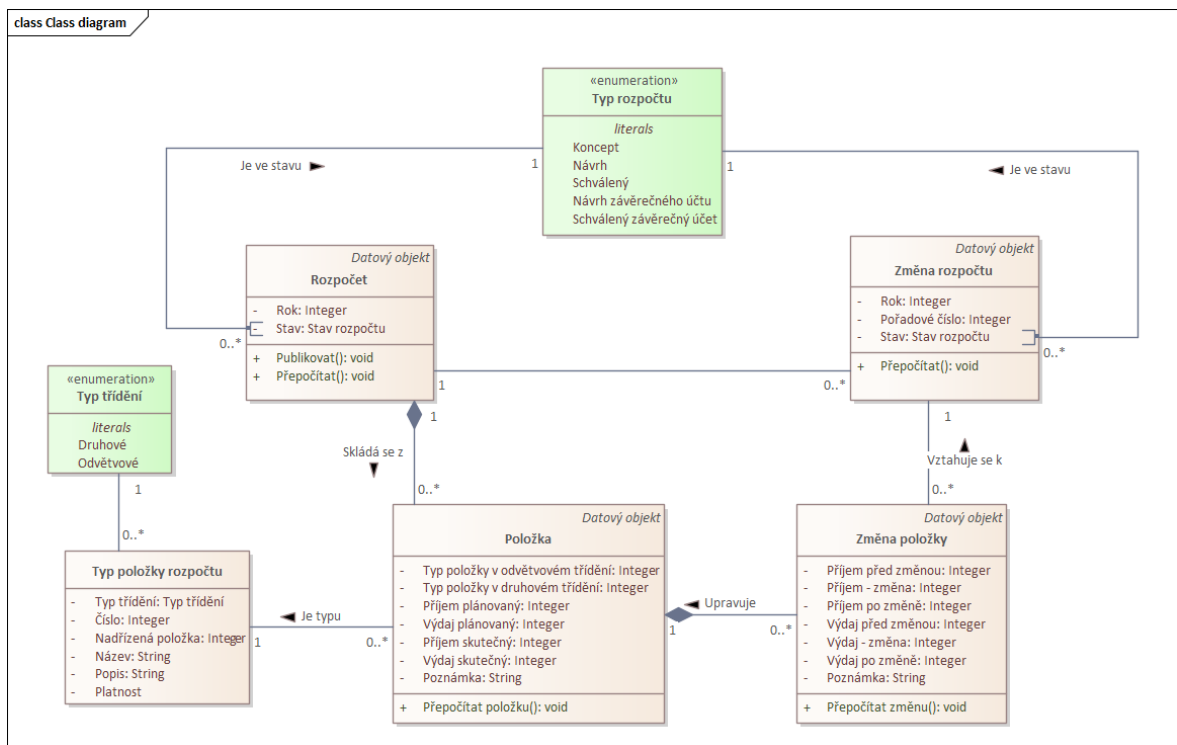 class Class diagram
«enumeration»
Typ rozpočtu
literals
Koncept
Návrh
Schválený
Návrh závěrečného účtu
Schválený závěrečný účet
1
1
Je ve stavu
Je ve stavu
Datový objekt
Rozpočet
- Rok: Integer
- Stav: Stav rozpočtu
+ Publikovat(): void
+ Přepočítat(): void
0..*
Datový objekt
Změna rozpočtu
- Rok: Integer
- Pořadové číslo: Integer
- Stav: Stav rozpočtu
+ Přepočítat(): void
0..*
1
0..*
«enumeration»
Typ třídění
literals
Druhové
Odvětvové
1
0..*
1
Skládá se z
0..*
1
Vztahuje se k
0..*
Typ položky rozpočtu
- Typ třídění: Typ třídění
- Číslo: Integer
- Nadřízená položka: Integer
- Název: String
- Popis: String
- Platnost
Je typu
1
0..*
Datový objekt
Položka
- Typ položky v odvětvovém třídění: Integer
- Typ položky v druhovém třídění: Integer
- Příjem plánovaný: Integer
- Výdaj plánovaný: Integer
- Příjem skutečný: Integer
- Výdaj skutečný: Integer
- Poznámka: String
+ Přepočítat položku(): void
Upravuje
1
0..*
Datový objekt
Změna položky
- Příjem před změnou: Integer
- Příjem - změna: Integer
- Příjem po změně: Integer
- Výdaj před změnou: Integer
- Výdaj - změna: Integer
- Výdaj po změně: Integer
- Poznámka: String
+ Přepočítat změnu(): void